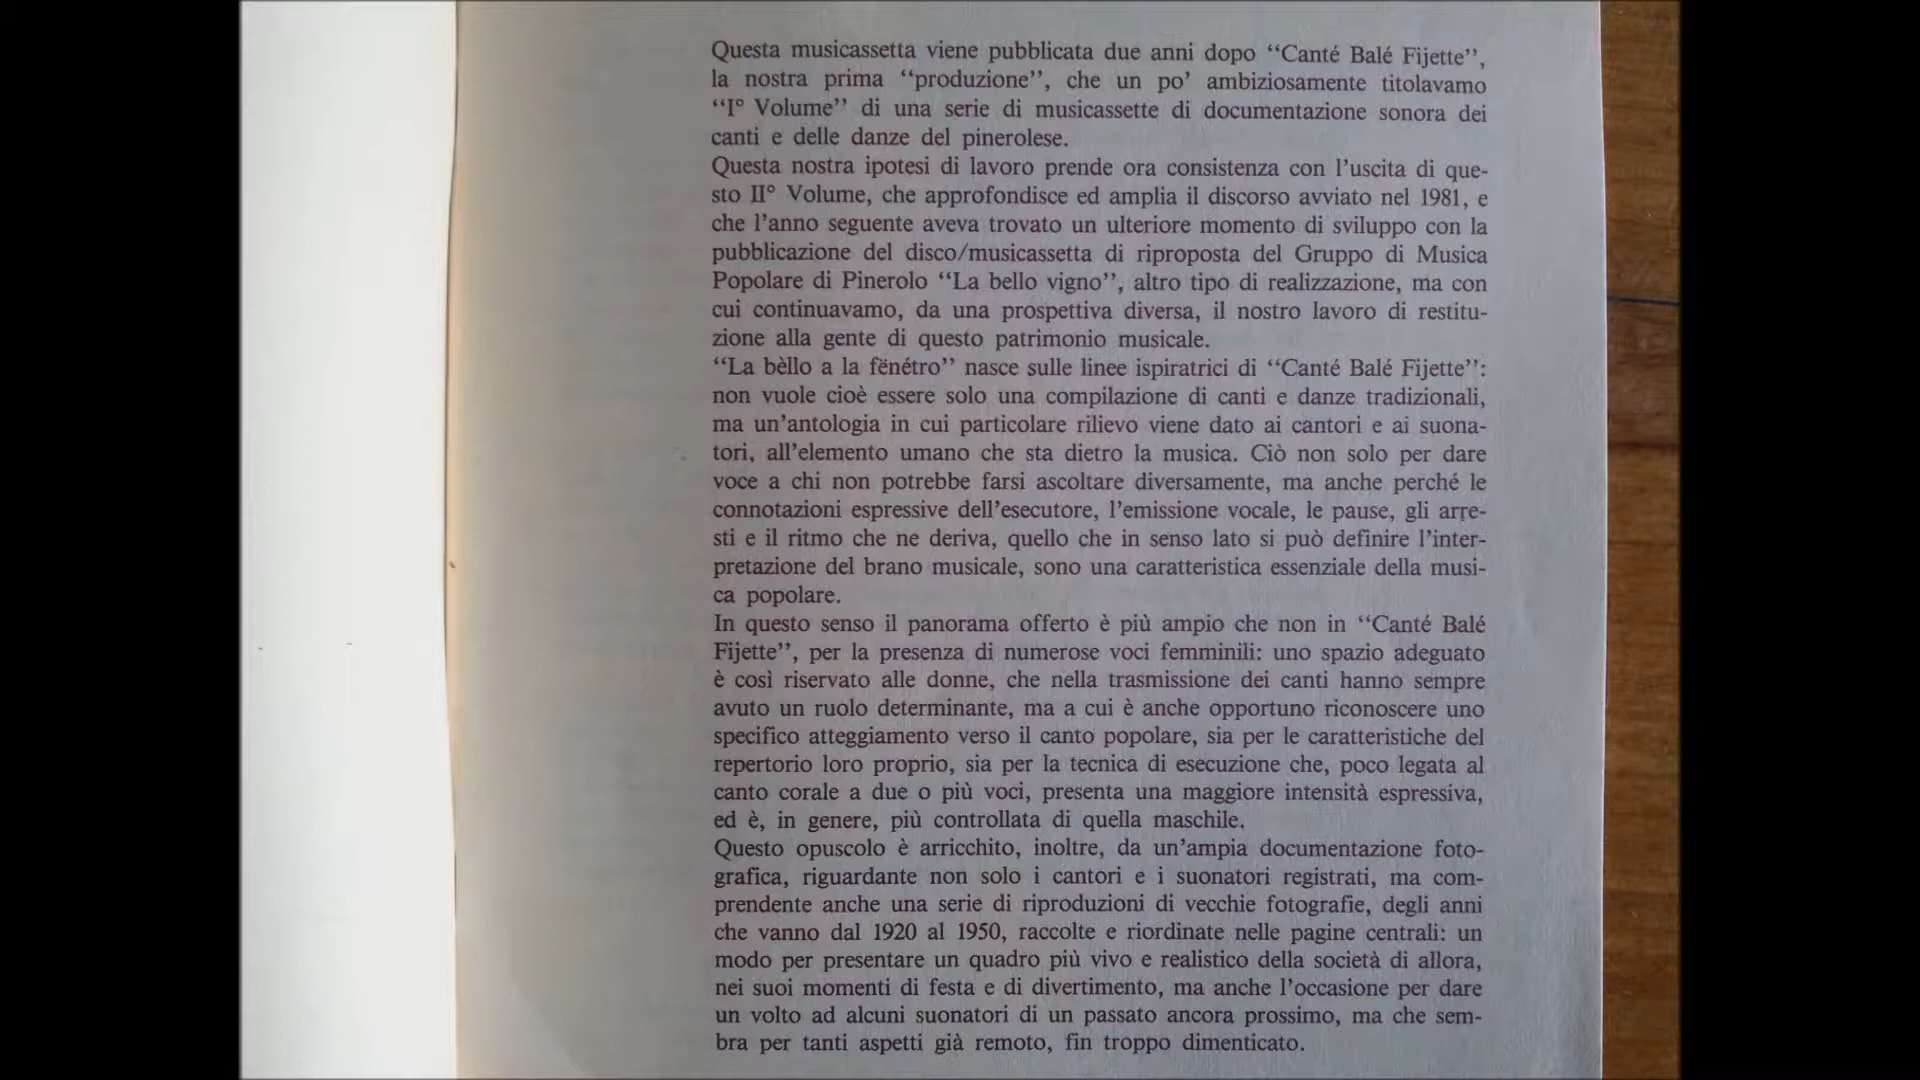 Questa musicassetta viene pubblicata due anni dopo “Canté Balé Fijette”,
la nostra prima “produzione”, che un po’ ambiziosamente titolavamo
“I° Volume” di una serie di musicassette di documentazione sonora dei
canti e delle danze del pinerolese.
Questa nostra ipotesi di lavoro prende ora consistenza con l’uscita di que-
sto II° Volume, che approfondisce ed amplia il discorso avviato nel 1981, e
che l’anno seguente aveva trovato un ulteriore momento di sviluppo con la
pubblicazione del disco/musicassetta di riproposta del Gruppo di Musica
Popolare di Pinerolo “La bello vigno”, altro tipo di realizzazione, ma con
cui continuavamo, da una prospettiva diversa, il nostro lavoro di restitu-
zione alla gente di questo patrimonio musicale.
“La bèllo a la fënétro” nasce sulle linee ispiratrici di “Canté Balé Fijette”:
non vuole cioè essere solo una compilazione di canti e danze tradizionali,
ma un’antologia in cui particolare rilievo viene dato ai cantori e ai suona-
tori, all’elemento umano che sta dietro la musica. Ciò non solo per dare
voce a chi non potrebbe farsi ascoltare diversamente, ma anche perché le
connotazioni espressive dell’esecutore, l’emissione vocale, le pause, gli arre-
sti e il ritmo che ne deriva, quello che in senso lato si può definire l’inter-
pretazione del brano musicale, sono una caratteristica essenziale della musi-
ca popolare.
In questo senso il panorama offerto è più ampio che non in “Canté Balé
Fijette”, per la presenza di numerose voci femminili: uno spazio adeguato
è così riservato alle donne, che nella trasmissione dei canti hanno sempre
avuto un ruolo determinante, ma a cui è anche opportuno riconoscere uno
specifico atteggiamento verso il canto popolare, sia per le caratteristiche del
repertorio loro proprio, sia per la tecnica di esecuzione che, poco legata al
canto corale a due o più voci, presenta una maggiore intensità espressiva,
ed è, in genere, più controllata di quella maschile.
Questo opuscolo è arricchito, inoltre, da un’ampia documentazione foto-
grafica, riguardante non solo i cantori e i suonatori registrati, ma com-
prendente anche una serie di riproduzioni di vecchie fotografie, degli anni
che vanno dal 1920 al 1950, raccolte e riordinate nelle pagine centrali: un
modo per presentare un quadro più vivo e realistico della società di allora,
nei suoi momenti di festa e di divertimento, ma anche l’occasione per dare
un volto ad alcuni suonatori di un passato ancora prossimo, ma che sem-
bra per tanti aspetti già remoto, fin troppo dimenticato.